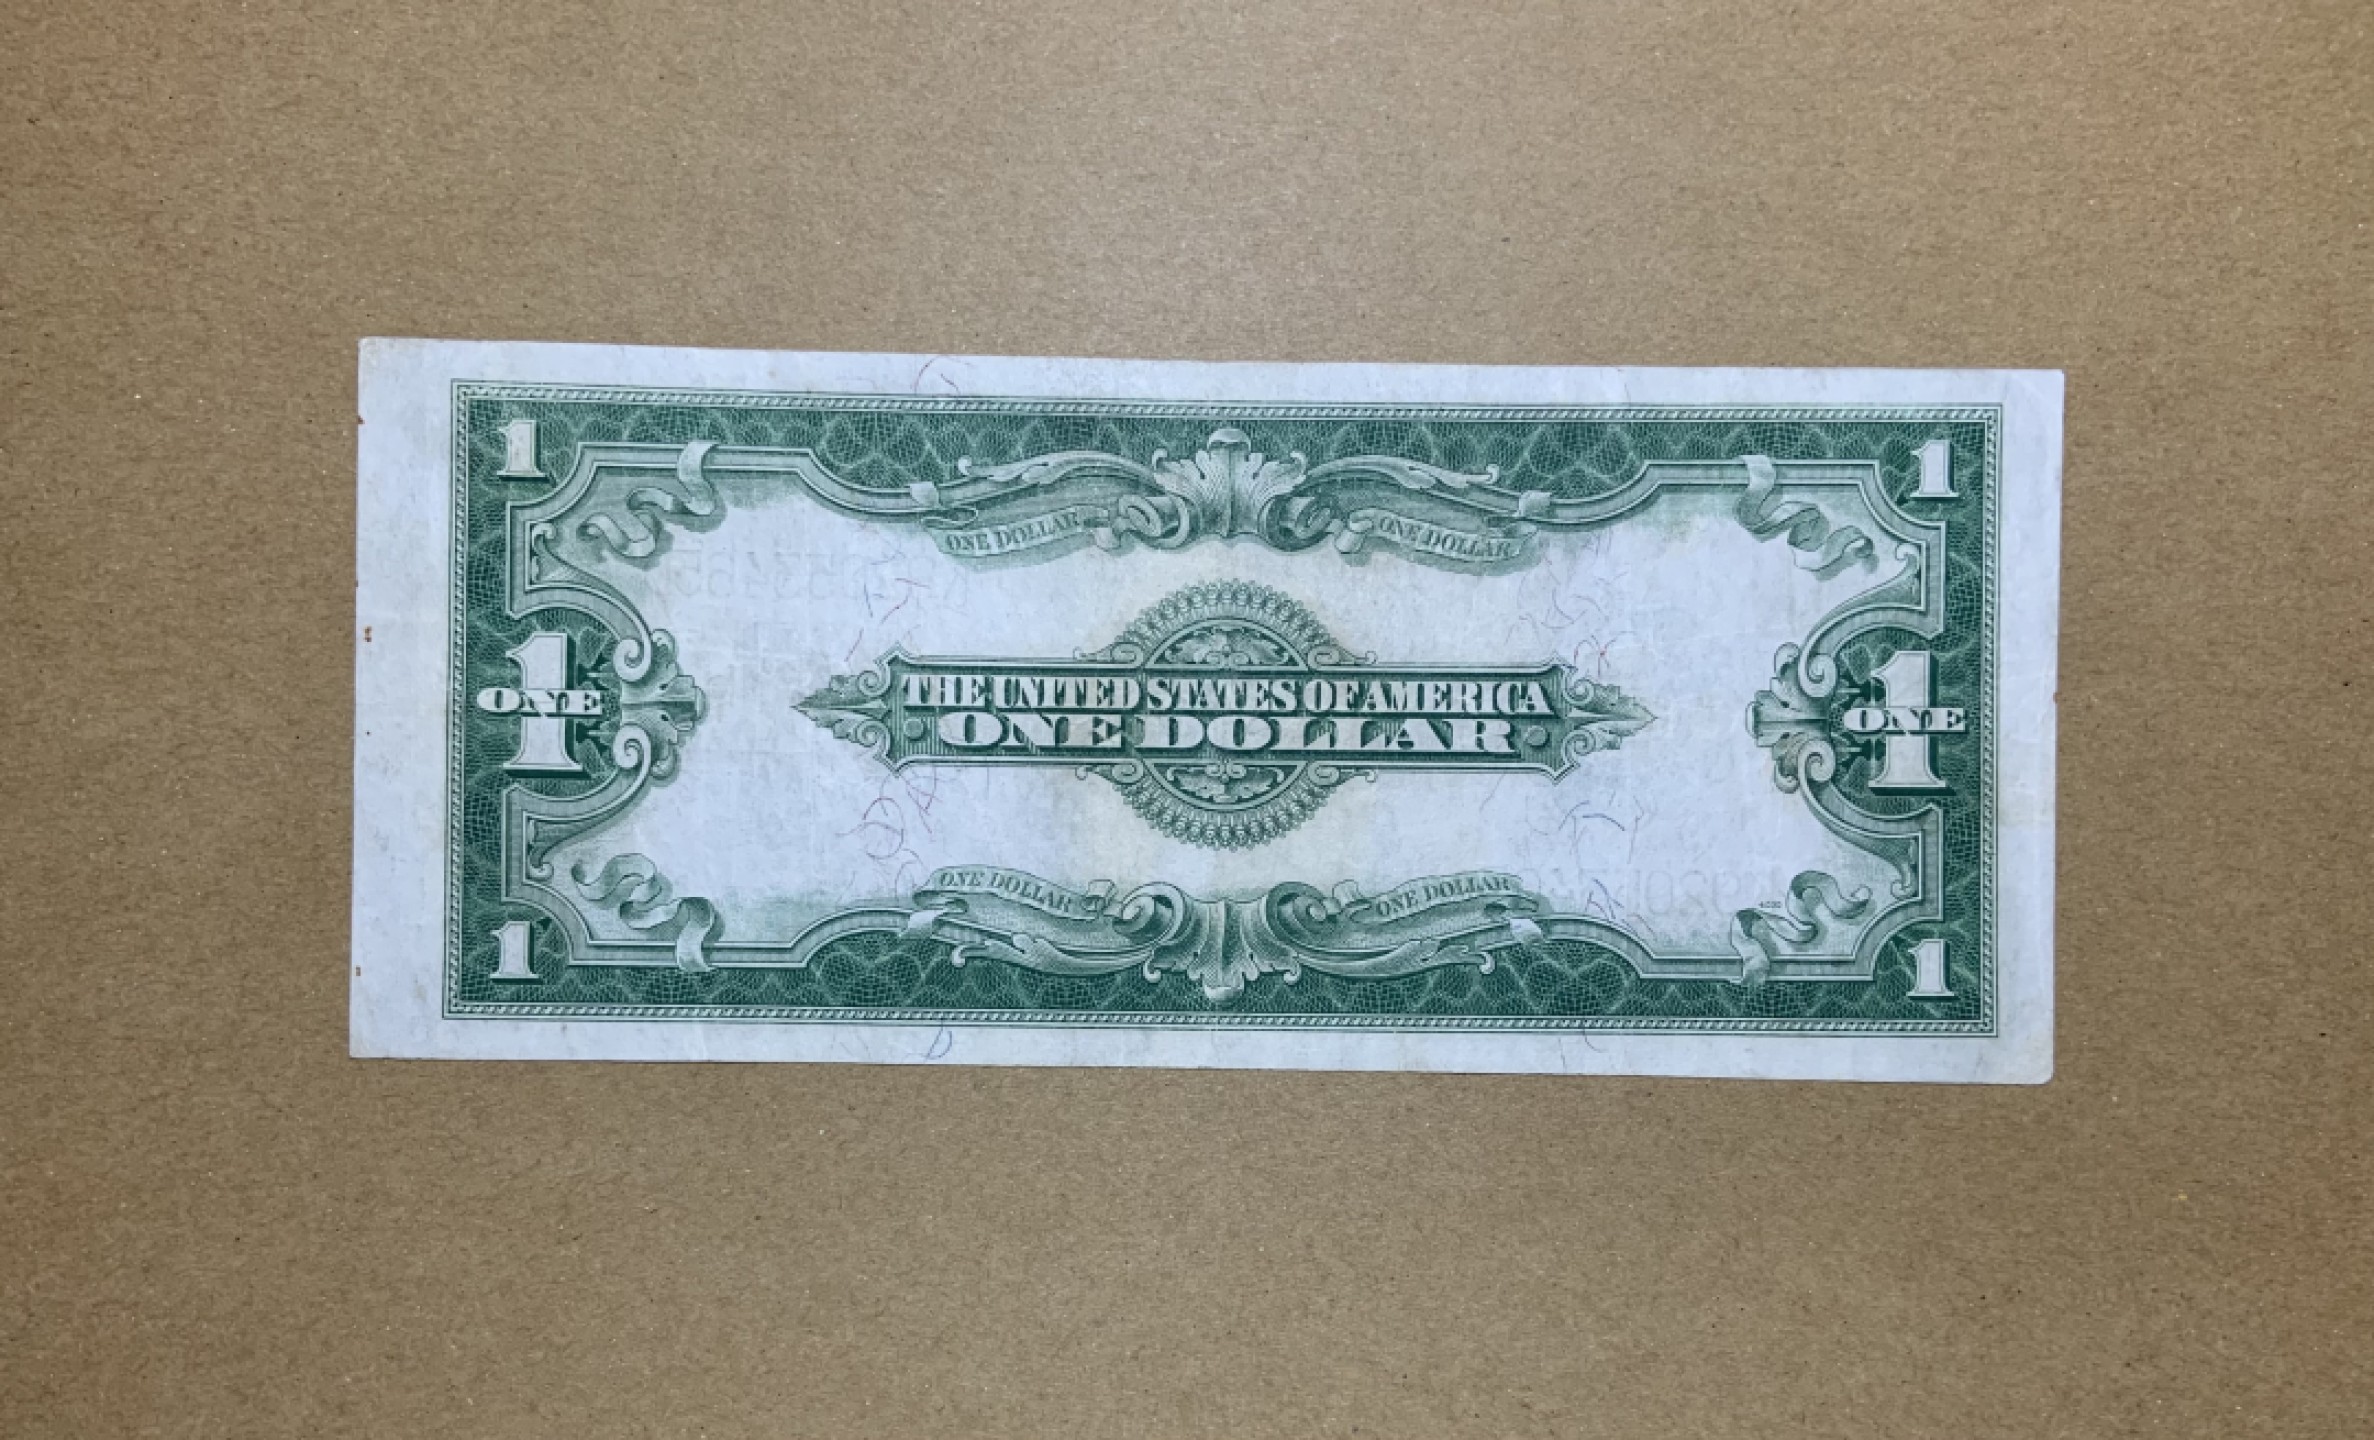 1 1
ONE DOLLAR ONE DOLLAR
THE UNITED STATES OF AMERICA
ONE 1 ONE DOLLAR ONE 1
ONE DOLLAR ONE DOLLAR
1 1